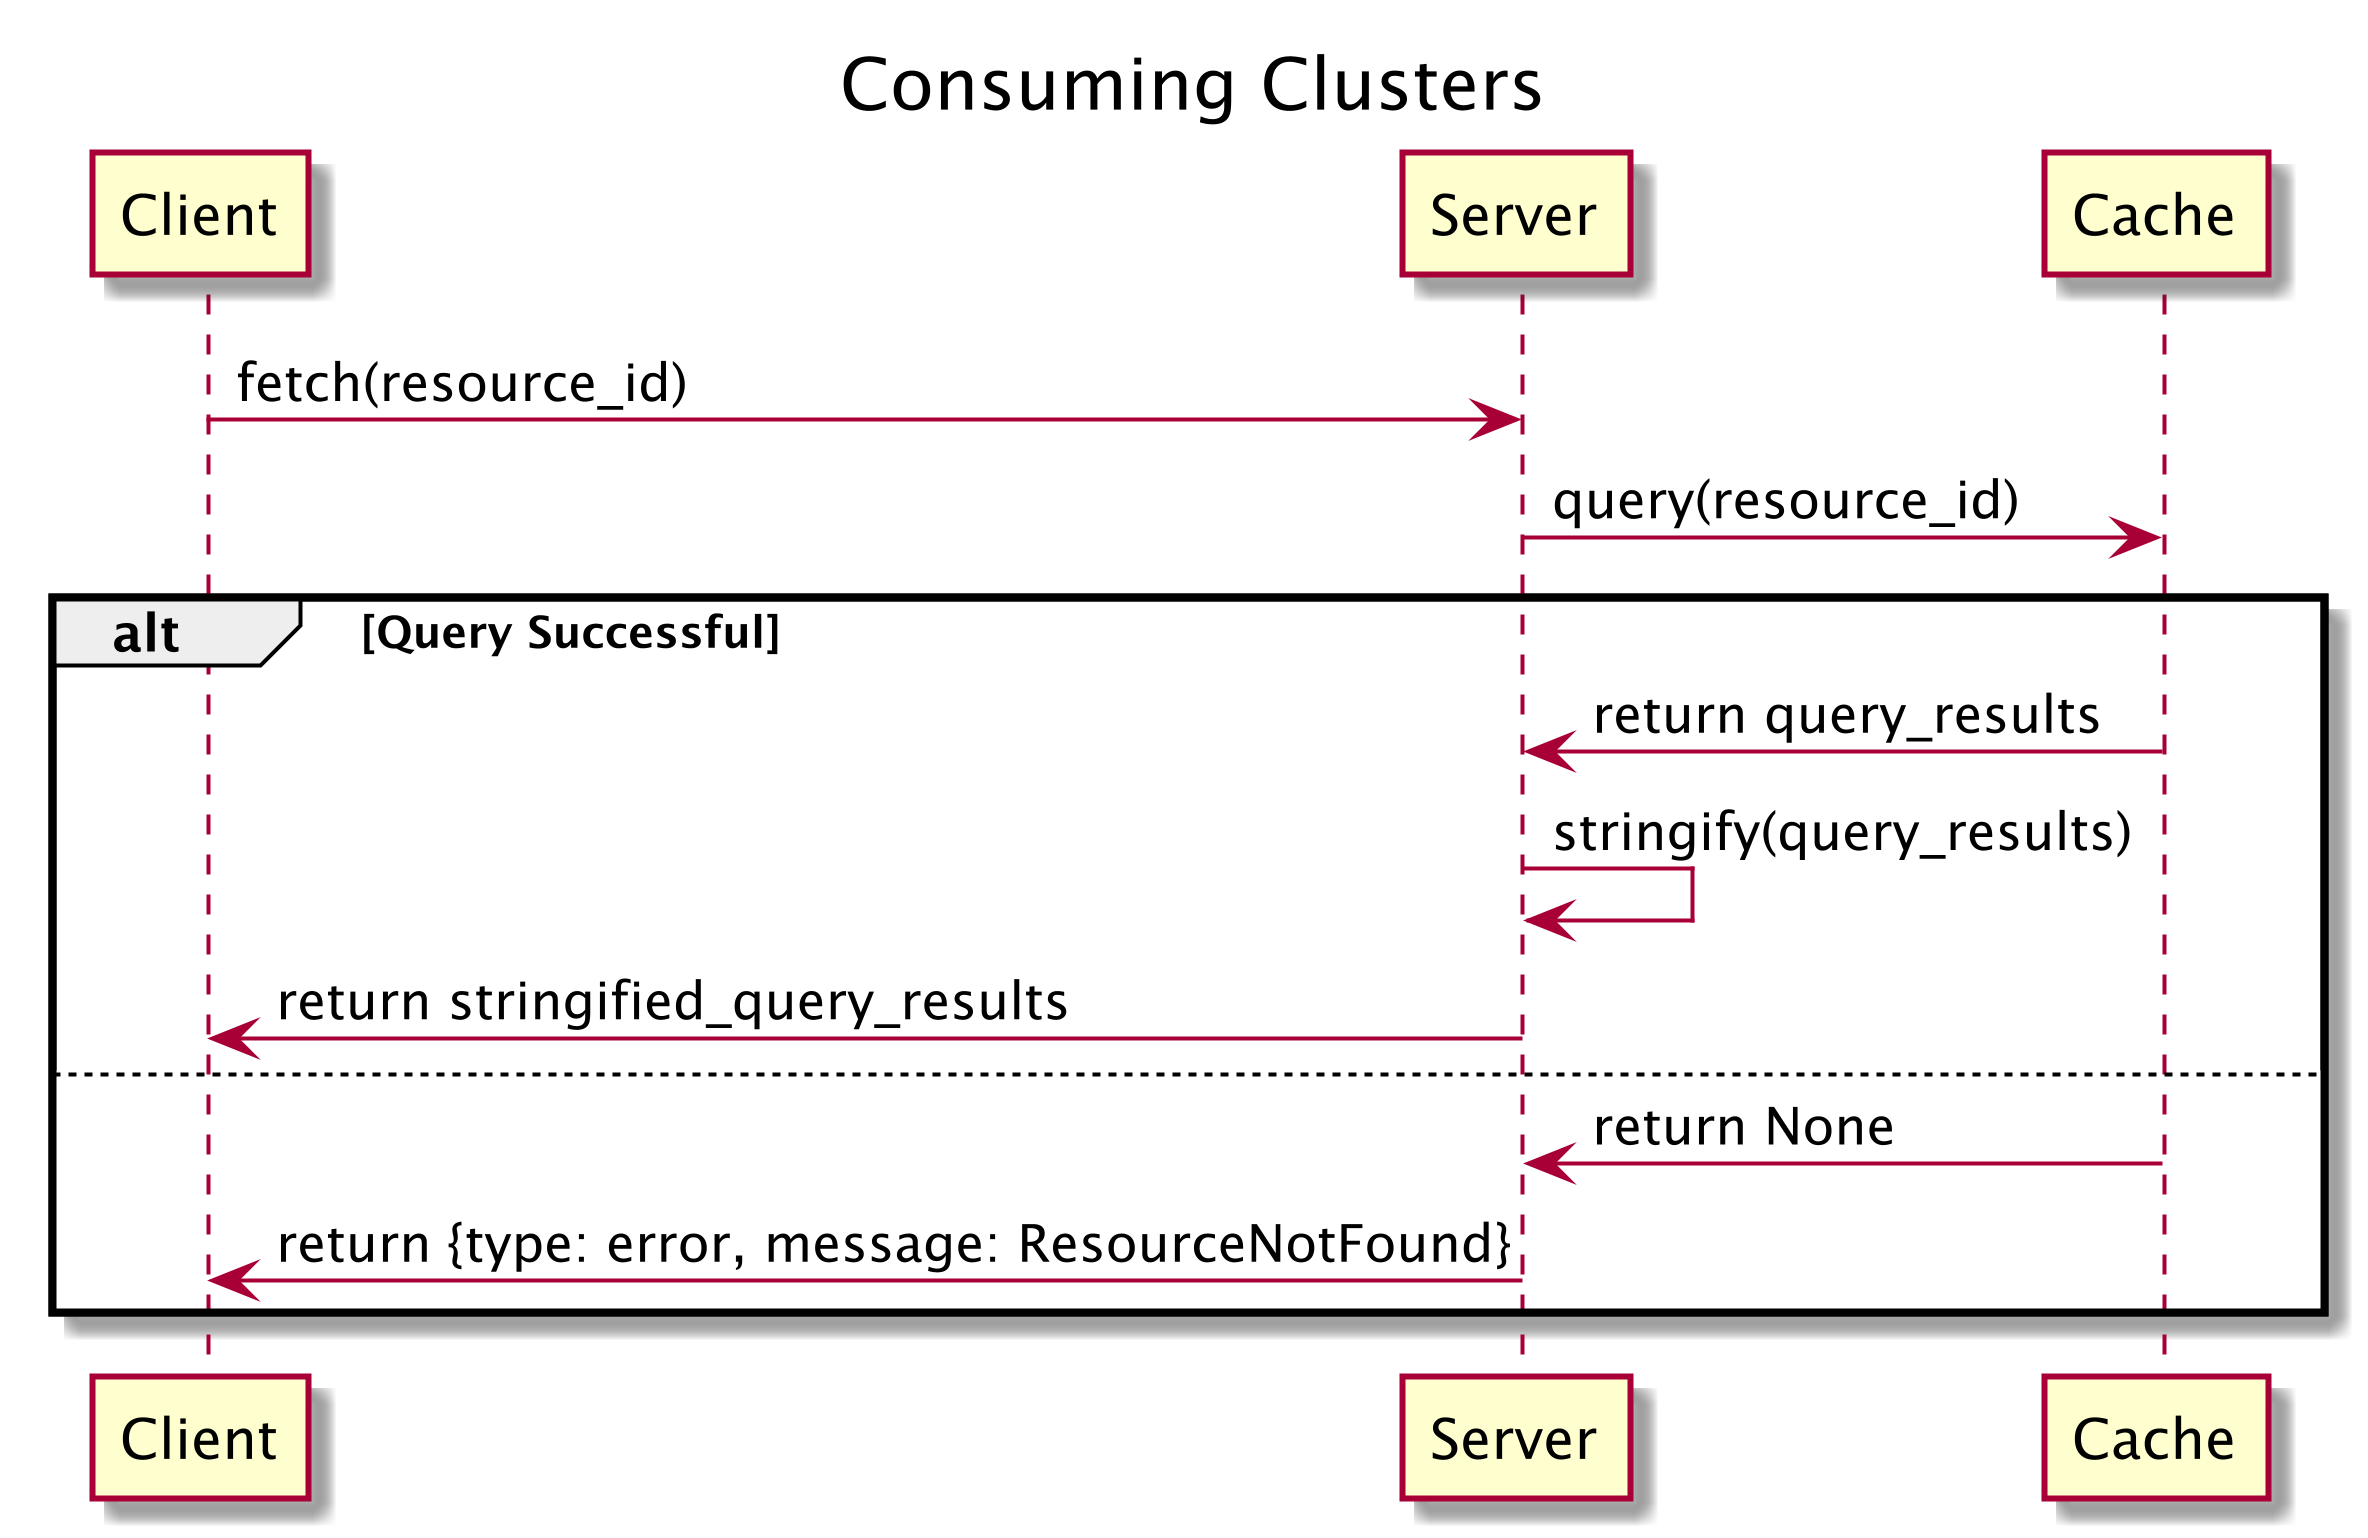 Consuming Clusters
Client
Server
Cache
fetch(resource_id)
query(resource_id)
alt
[Query Successful]
return query_results
stringify(query_results)
return stringified_query_results
return None
return {type: error, message: ResourceNotFound}
Client
Server
Cache